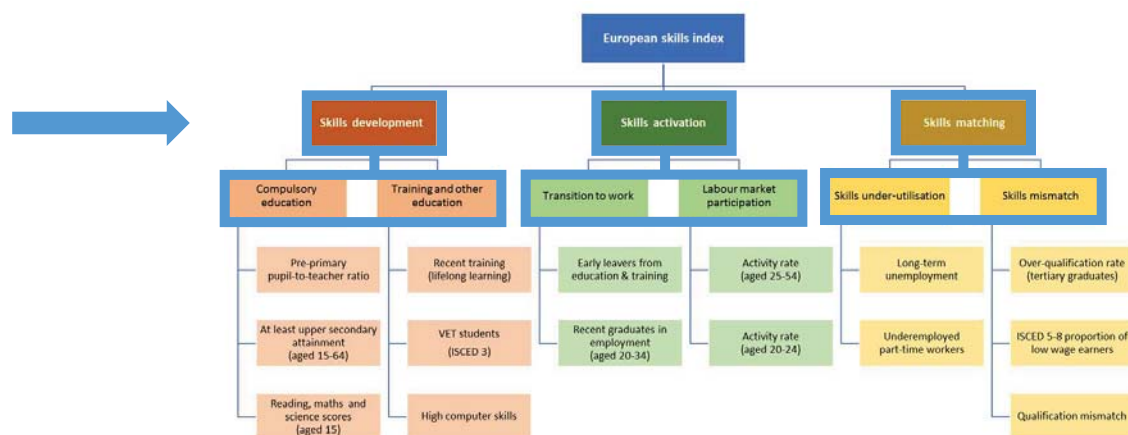 European skills index
Skills development
Skills activation
Skills matching
Compulsory
education
Training and other
education
Transition to work
Labour market
participation
Skills under-utilisation
Skills mismatch
Pre-primary
pupil-to-teacher ratio
Recent training
(lifelong learning)
Early leavers from
education & training
Activity rate
(aged 25-54)
Long-term
unemployment
Over-qualification rate
(tertiary graduates)
At least upper secondary
attainment
(aged 15-64)
VET students
(ISCED 3)
Recent graduates in
employment
(aged 20-34)
Activity rate
(aged 20-24)
Underemployed
part-time workers
ISCED 5-8 proportion of
low wage earners
Reading, maths and
science scores
(aged 15)
High computer skills
Qualification mismatch